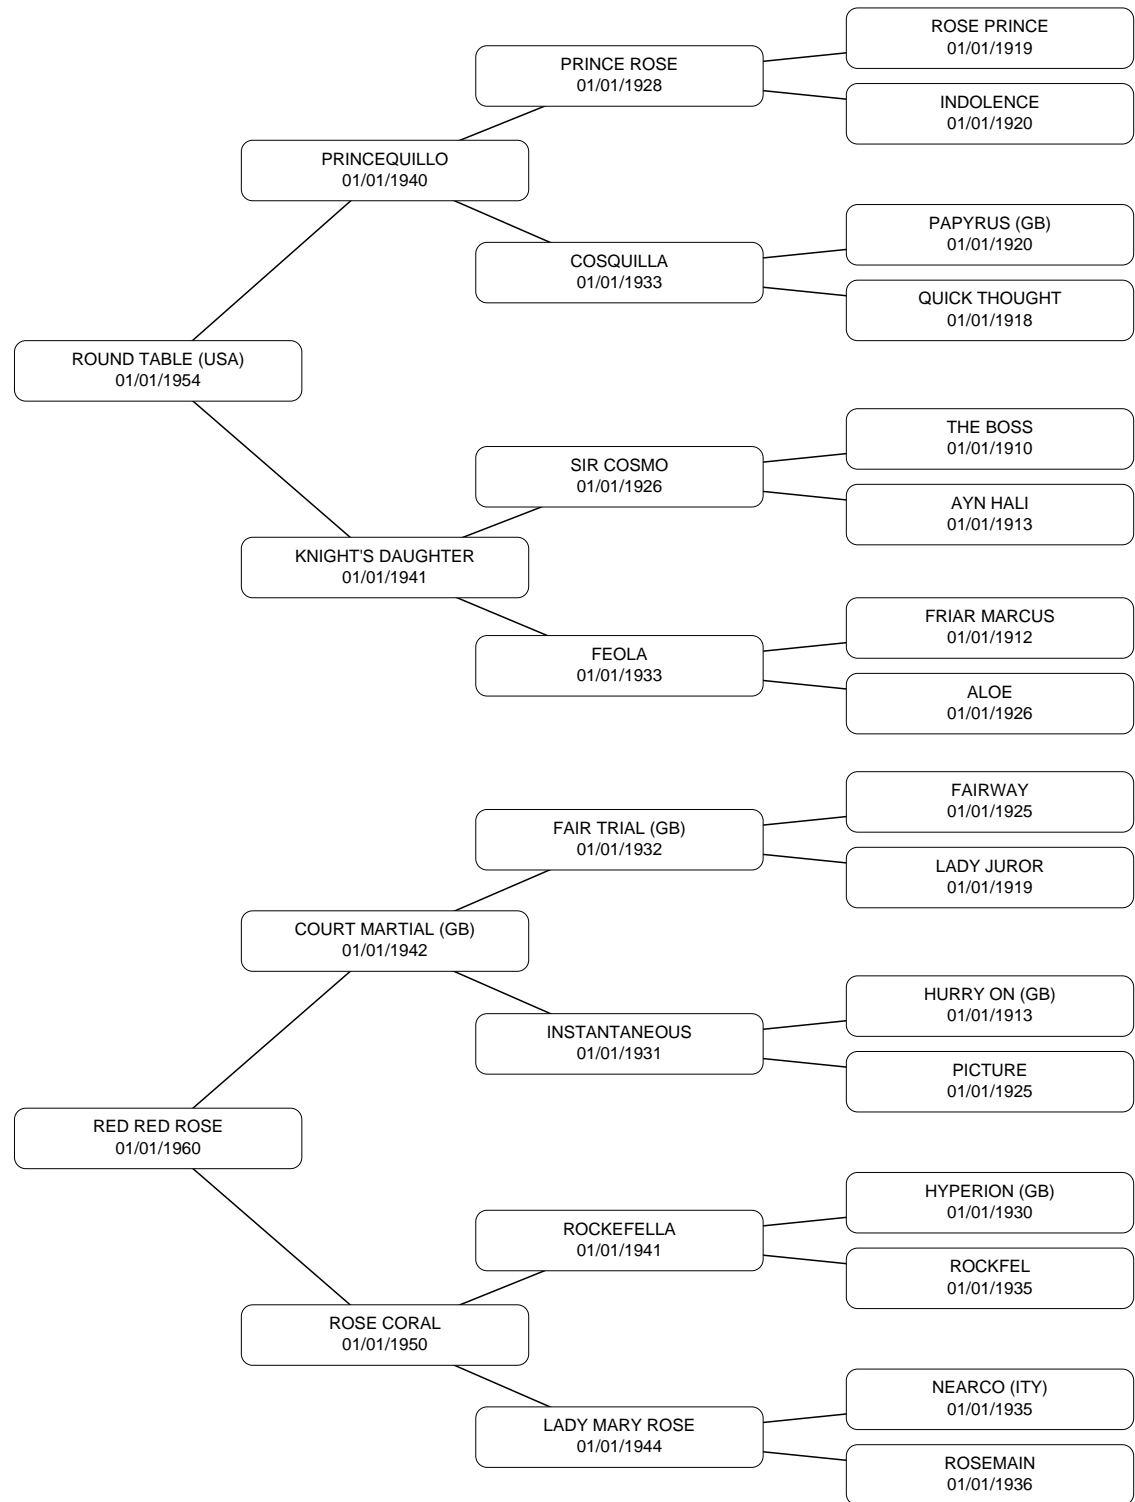 ROSE PRINCE
01/01/1919
PRINCE ROSE
01/01/1928
INDOLENCE
01/01/1920
PRINCEQUILLO
01/01/1940
PAPYRUS (GB)
01/01/1920
COSQUILLA
01/01/1933
QUICK THOUGHT
01/01/1918
ROUND TABLE (USA)
01/01/1954
THE BOSS
01/01/1910
SIR COSMO
01/01/1926
AYN HALI
01/01/1913
KNIGHT'S DAUGHTER
01/01/1941
FRIAR MARCUS
01/01/1912
FEOLA
01/01/1933
ALOE
01/01/1926
FAIRWAY
01/01/1925
FAIR TRIAL (GB)
01/01/1932
LADY JUROR
01/01/1919
COURT MARTIAL (GB)
01/01/1942
HURRY ON (GB)
01/01/1913
INSTANTANEOUS
01/01/1931
PICTURE
01/01/1925
RED RED ROSE
01/01/1960
HYPERION (GB)
01/01/1930
ROCKEFELLA
01/01/1941
ROCKFEL
01/01/1935
ROSE CORAL
01/01/1950
NEARCO (ITY)
01/01/1935
LADY MARY ROSE
01/01/1944
ROSEMAIN
01/01/1936